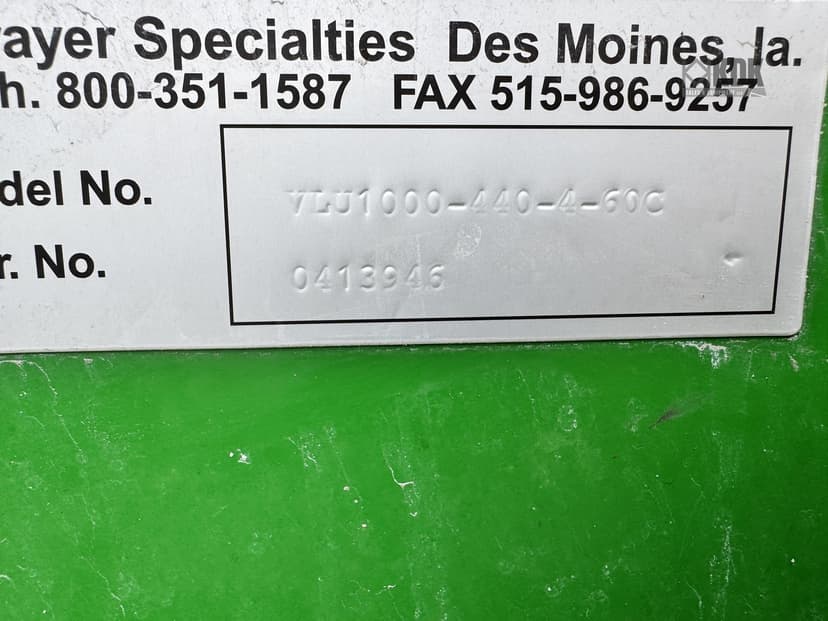 rayer Specialties Des Moines, Ia.
h. 800-351-1587 FAX 515-986-9257
del No. VLJ1000-440-4-60C
r. No. 0413946